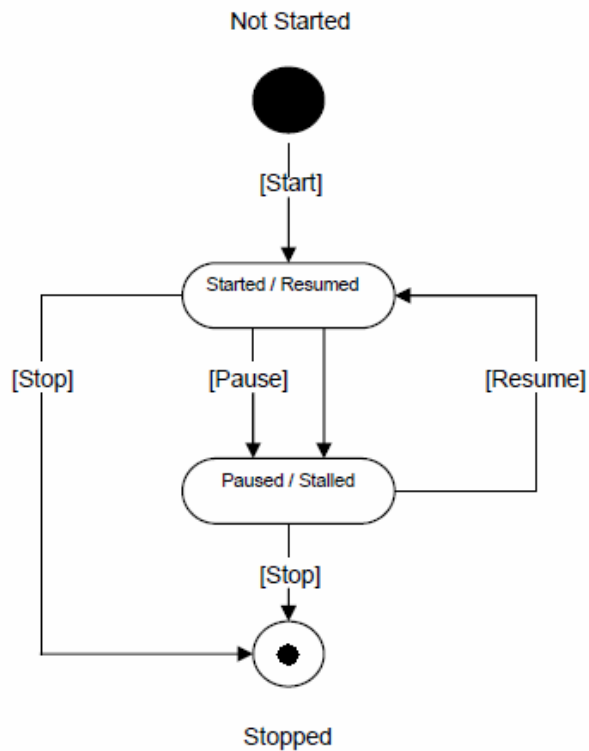 Not Started
[Start]
Started / Resumed
[Stop]
[Pause]
[Resume]
Paused / Stalled
[Stop]
Stopped